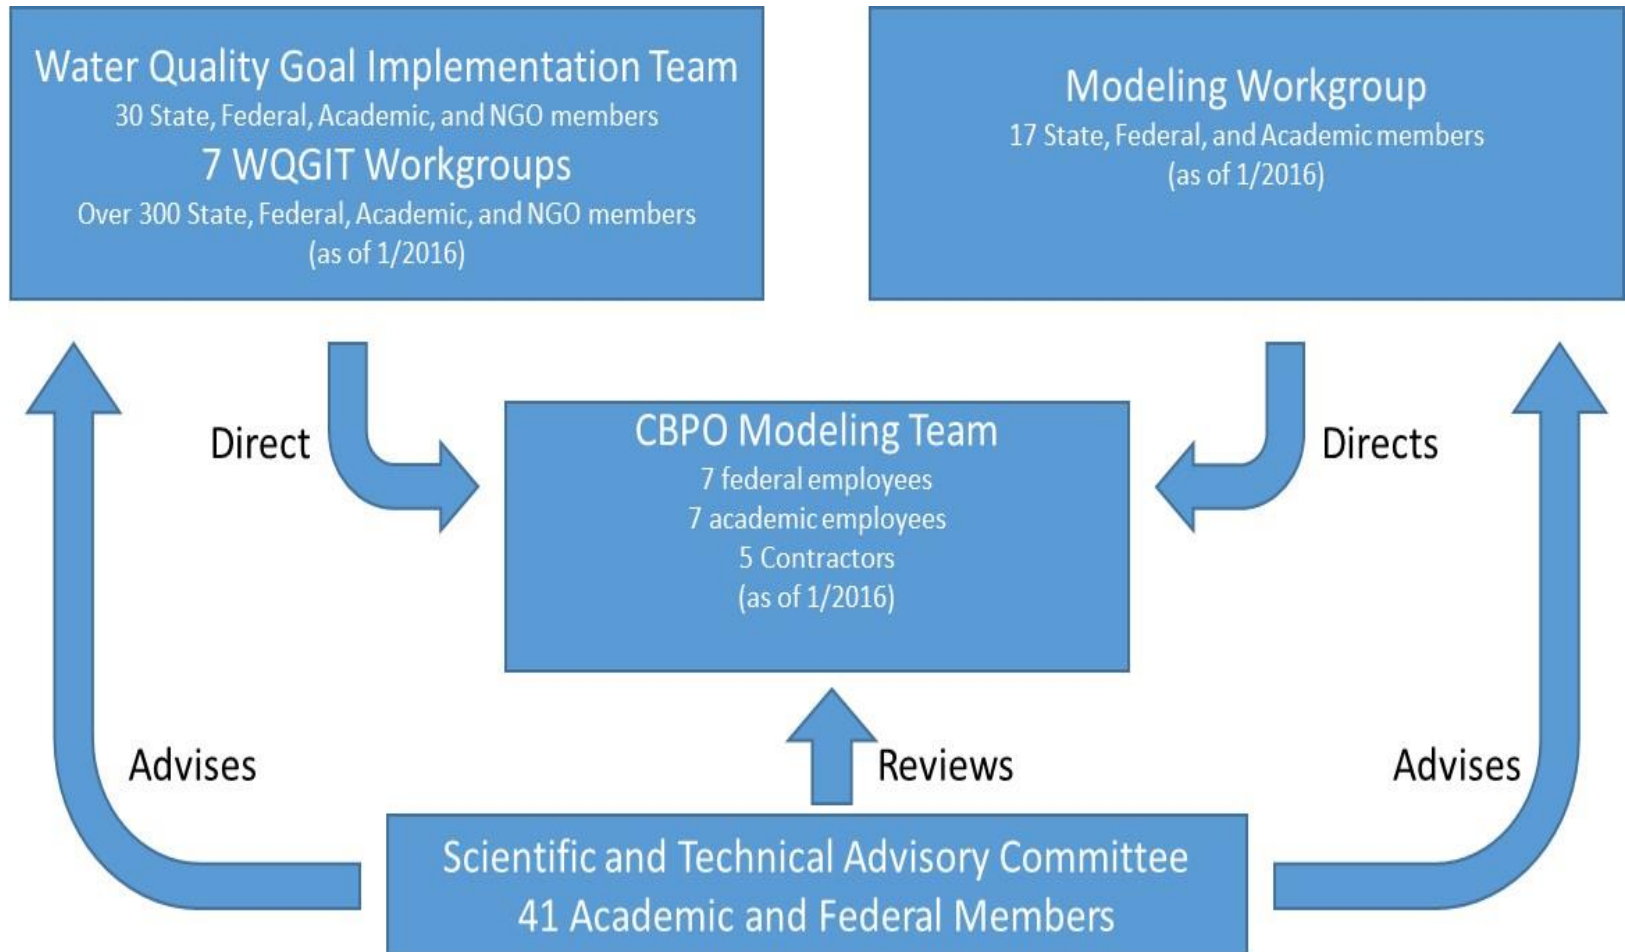 Water Quality Goal Implementation Team
30 State, Federal, Academic, and NGO members
7 WQGIT Workgroups
Over 300 State, Federal, Academic, and NGO members
(as of 1/2016)
Modeling Workgroup
17 State, Federal, and Academic members
(as of 1/2016)
Direct
Directs
CBPO Modeling Team
7 federal employees
7 academic employees
5 Contractors
(as of 1/2016)
Advises
Reviews
Advises
Scientific and Technical Advisory Committee
41 Academic and Federal Members